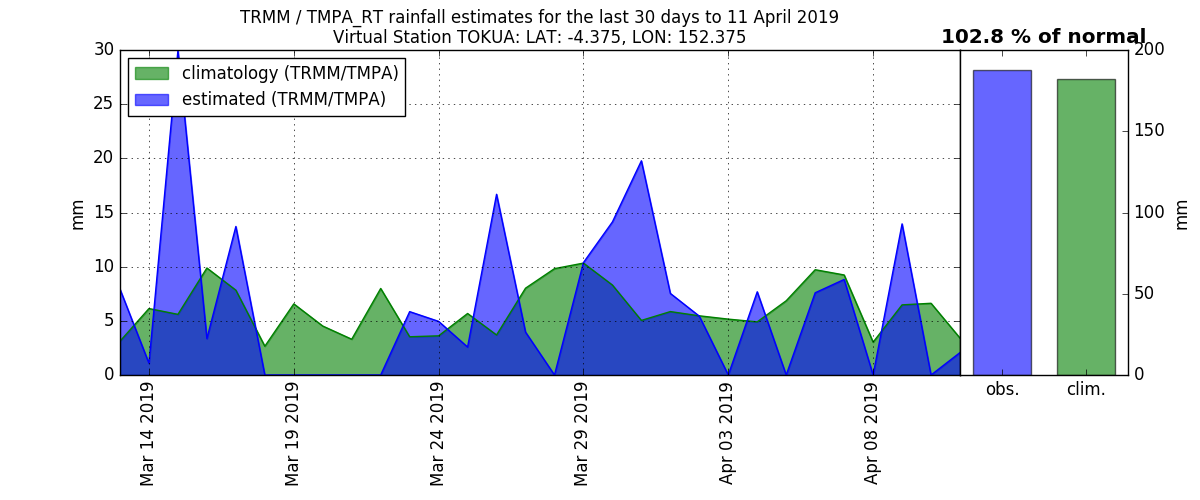 TRMM / TMPA_RT rainfall estimates for the last 30 days to 11 April 2019
Virtual Station TOKUA: LAT: -4.375, LON: 152.375
102.8 % of normal
climatology (TRMM/TMPA)
estimated (TRMM/TMPA)
30
25
20
15
10
5
0
mm
200
150
100
50
0
mm
Mar 14 2019
Mar 19 2019
Mar 24 2019
Mar 29 2019
Apr 03 2019
Apr 08 2019
obs.
clim.